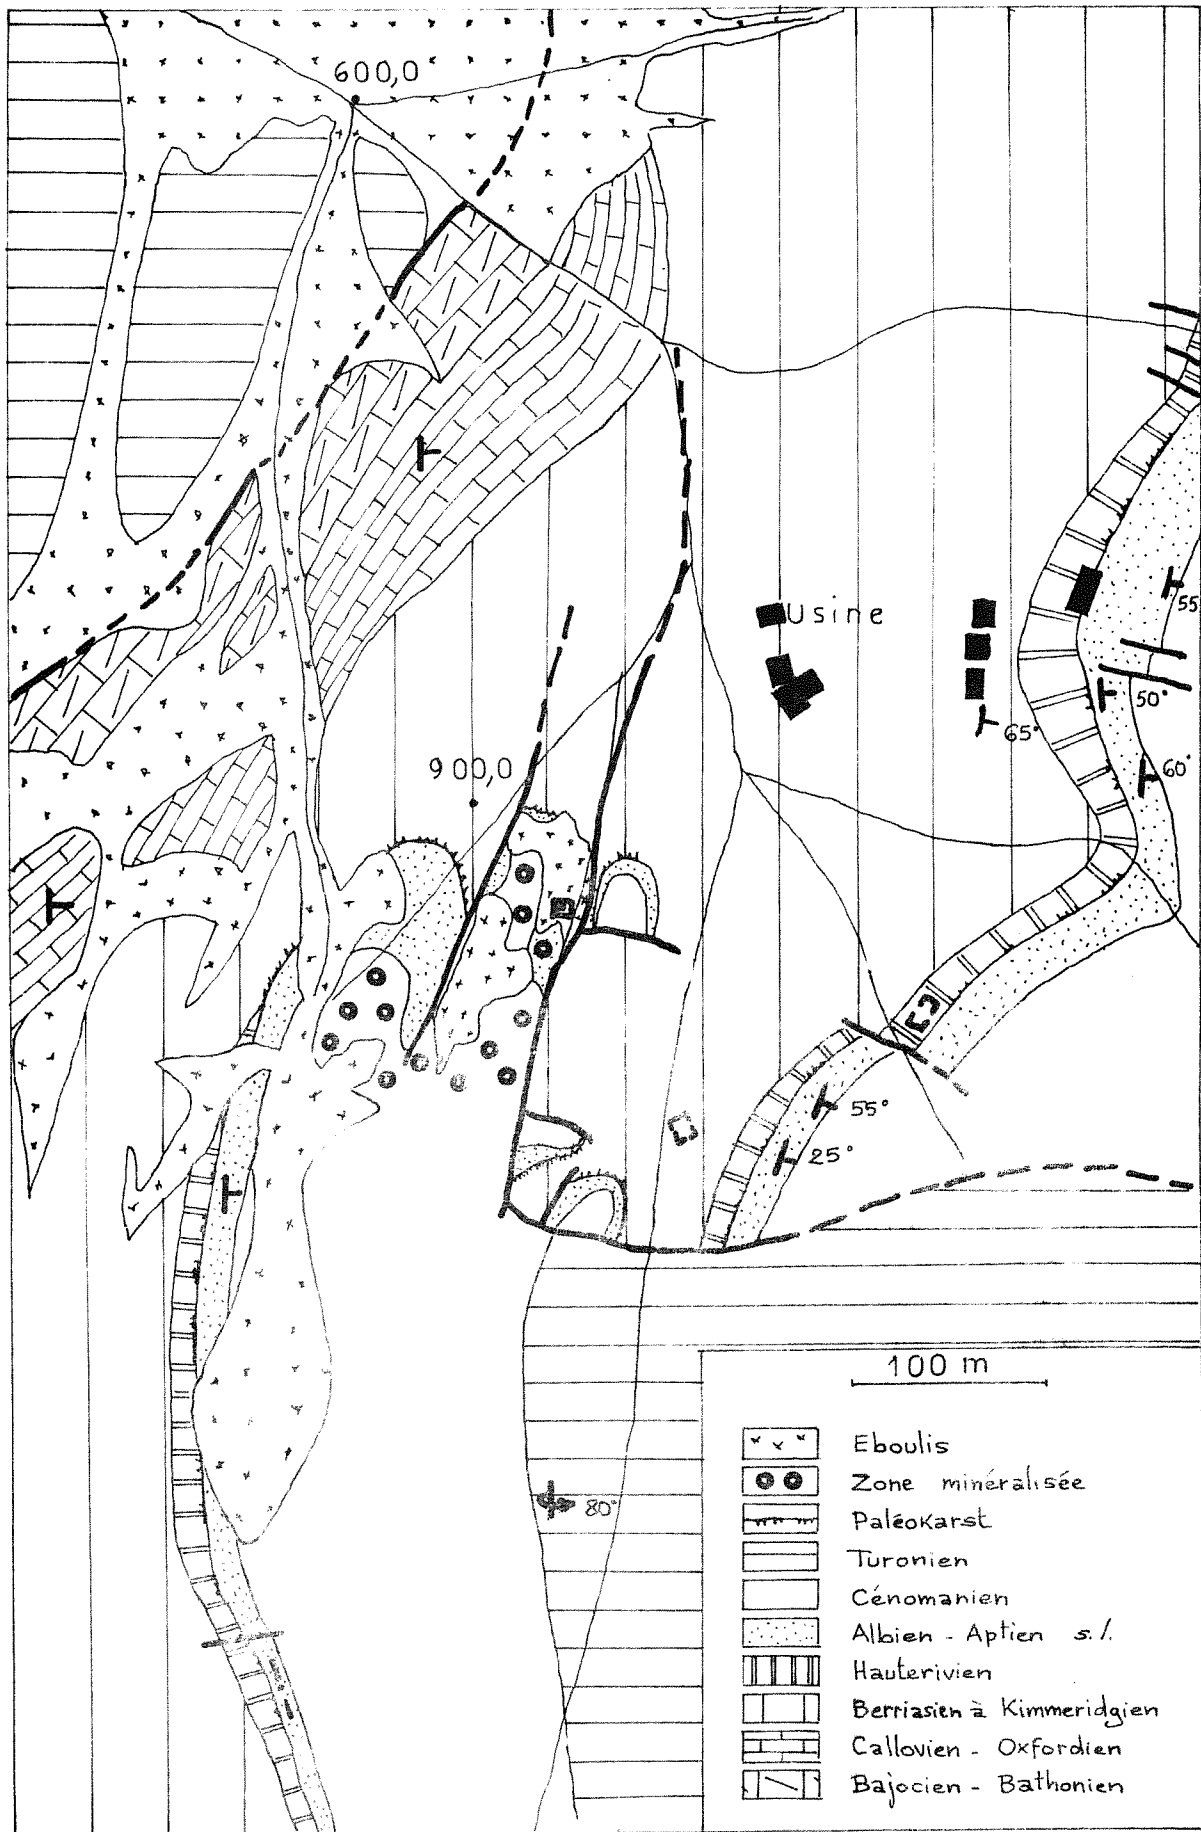 600,0
Usine
55
50°
65°
60°
900,0
55°
25°
80°
100 m
Eboulis
Zone minéralisée
Paléokarst
Turonien
Cénomanien
Albien - Aptien s.l.
Hauterivien
Berriasien à Kimmeridgien
Callovien - Oxfordien
Bajocien - Bathonien